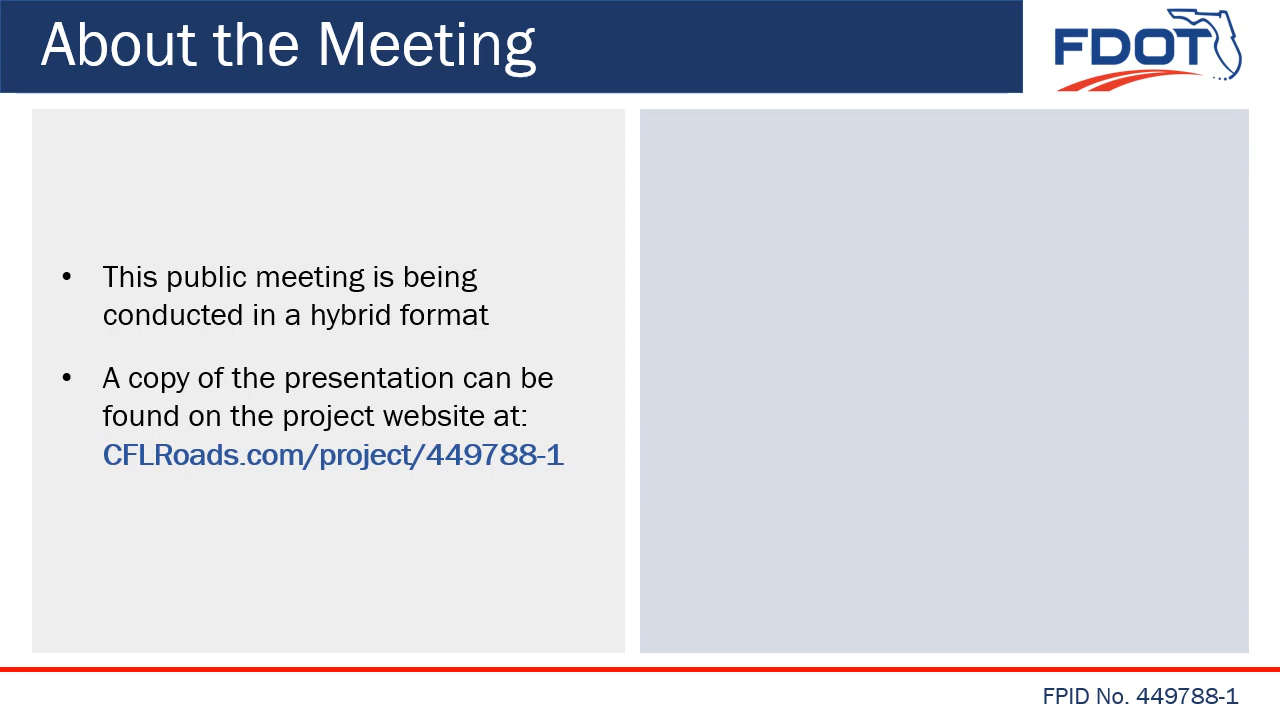 About the Meeting
FDOT
• This public meeting is being
conducted in a hybrid format
• A copy of the presentation can be
found on the project website at:
CFLRoads.com/project/449788-1
FPID No. 449788-1